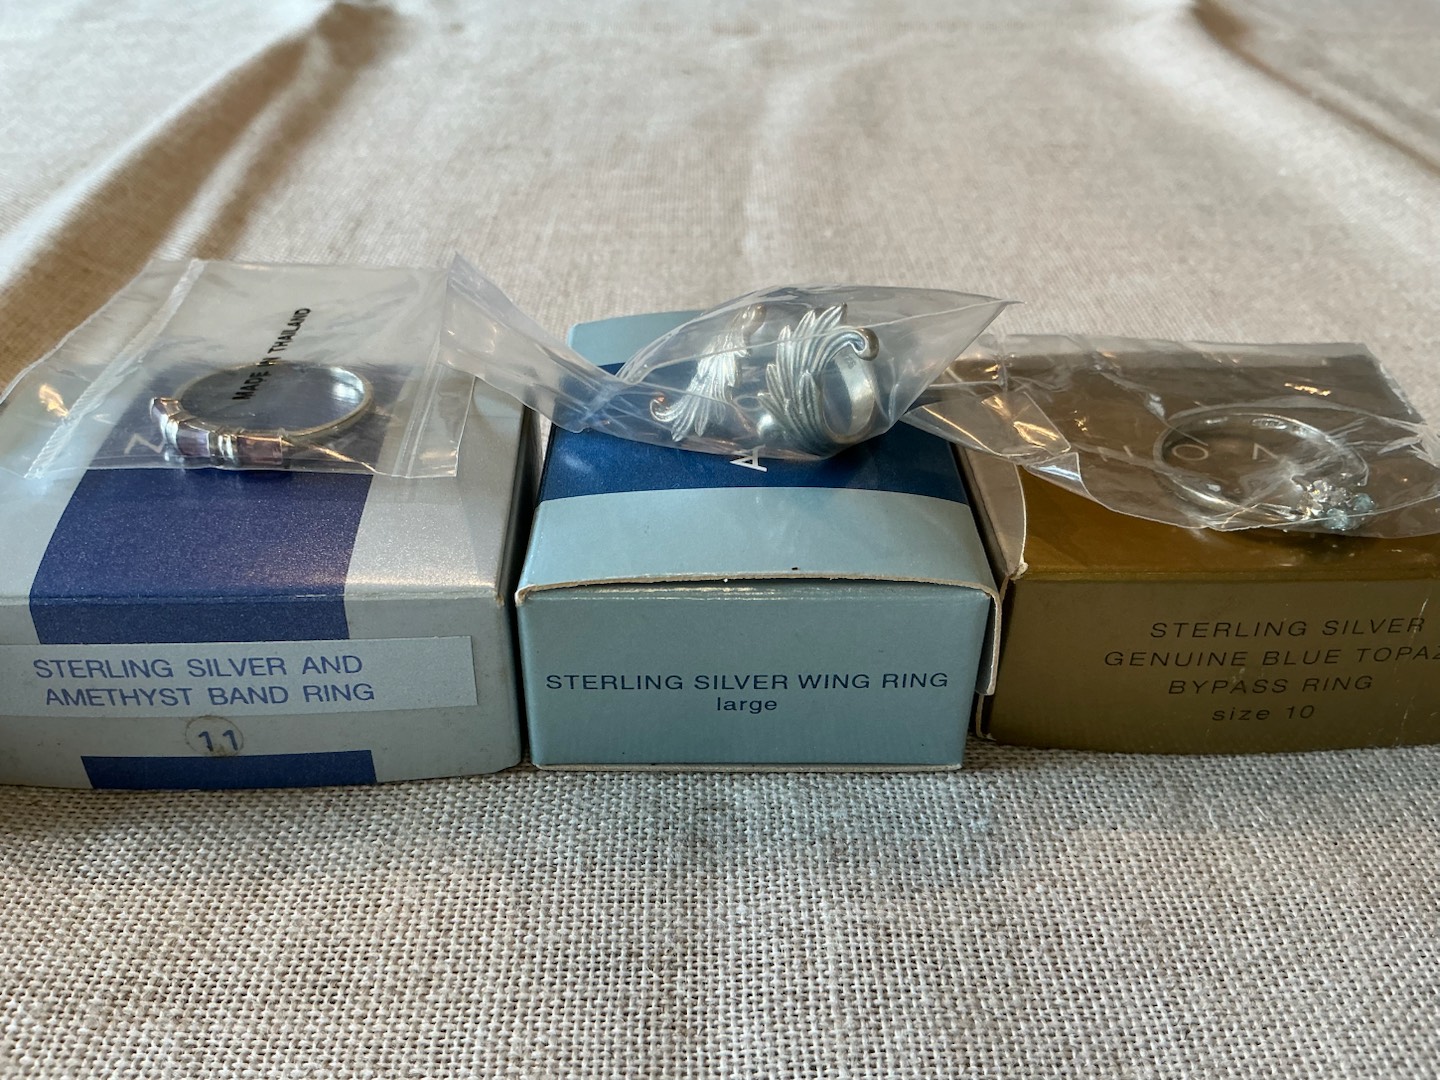 MADE IN THAILAND
STERLING SILVER AND
AMETHYST BAND RING
11
STERLING SILVER WING RING
large
STERLING SILVER
GENUINE BLUE TOPAZ
BYPASS RING
size 10